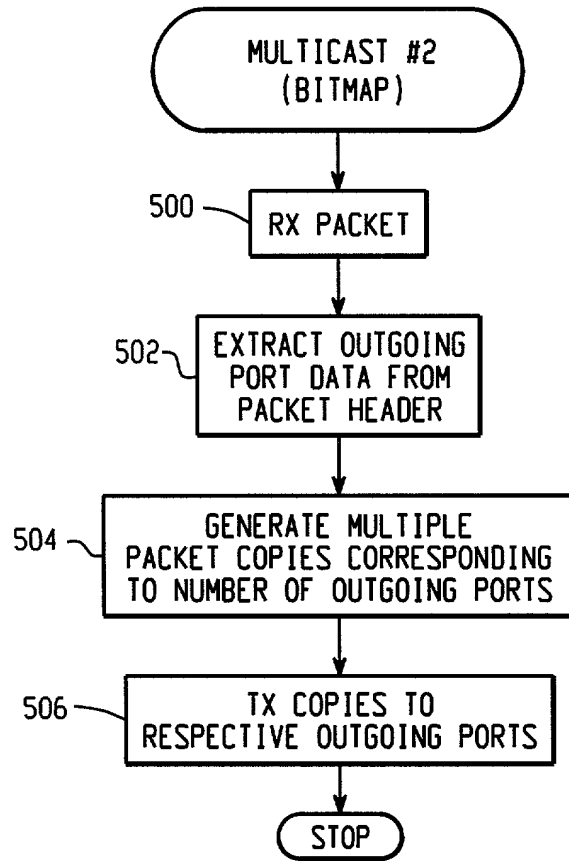 MULTICAST #2
(BITMAP)
500
RX PACKET
502
EXTRACT OUTGOING
PORT DATA FROM
PACKET HEADER
504
GENERATE MULTIPLE
PACKET COPIES CORRESPONDING
TO NUMBER OF OUTGOING PORTS
506
TX COPIES TO
RESPECTIVE OUTGOING PORTS
STOP